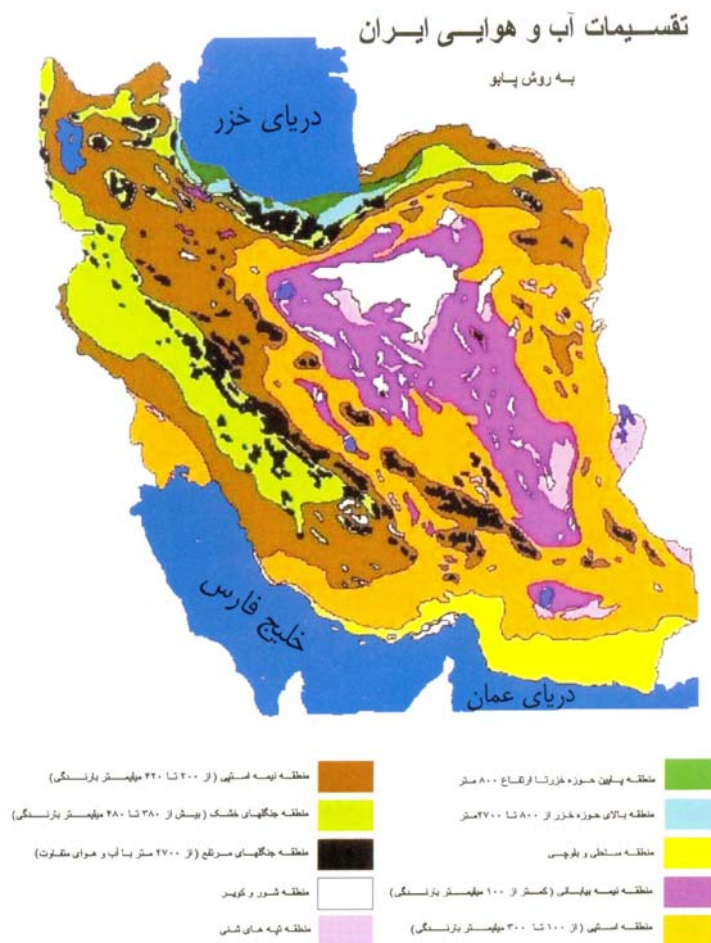 تقسیمات آب و هوایی ایران
به روش پابو
دریای خزر
خلیج فارس
دریای عمان
منطقه پایین حوزه خزر تا ارتفاع ۸۰۰ متر
منطقه بالای حوزه خزر از ۸۰۰ تا ۲۷۰۰متر
منطقه ساحلی و بلوچی
منطقه نیمه بیابانی (کمتر از ۱۰۰ میلیمتر بارندگی)
منطقه استپی (از ۱۰۰ تا ۳۰۰ میلیمتر بارندگی)
منطقه نیمه استپی (از ۲۰۰ تا ۴۲۰ میلیمتر بارندگی)
منطقه جنگلهای خشک (بیش از ۳۸۰ تا ۴۸۰ میلیمتر بارندگی)
منطقه جنگلهای مرتفع (از ۲۷۰۰ متر با آب و هوای متفاوت)
منطقه شور و کویر
منطقه تپه های شنی